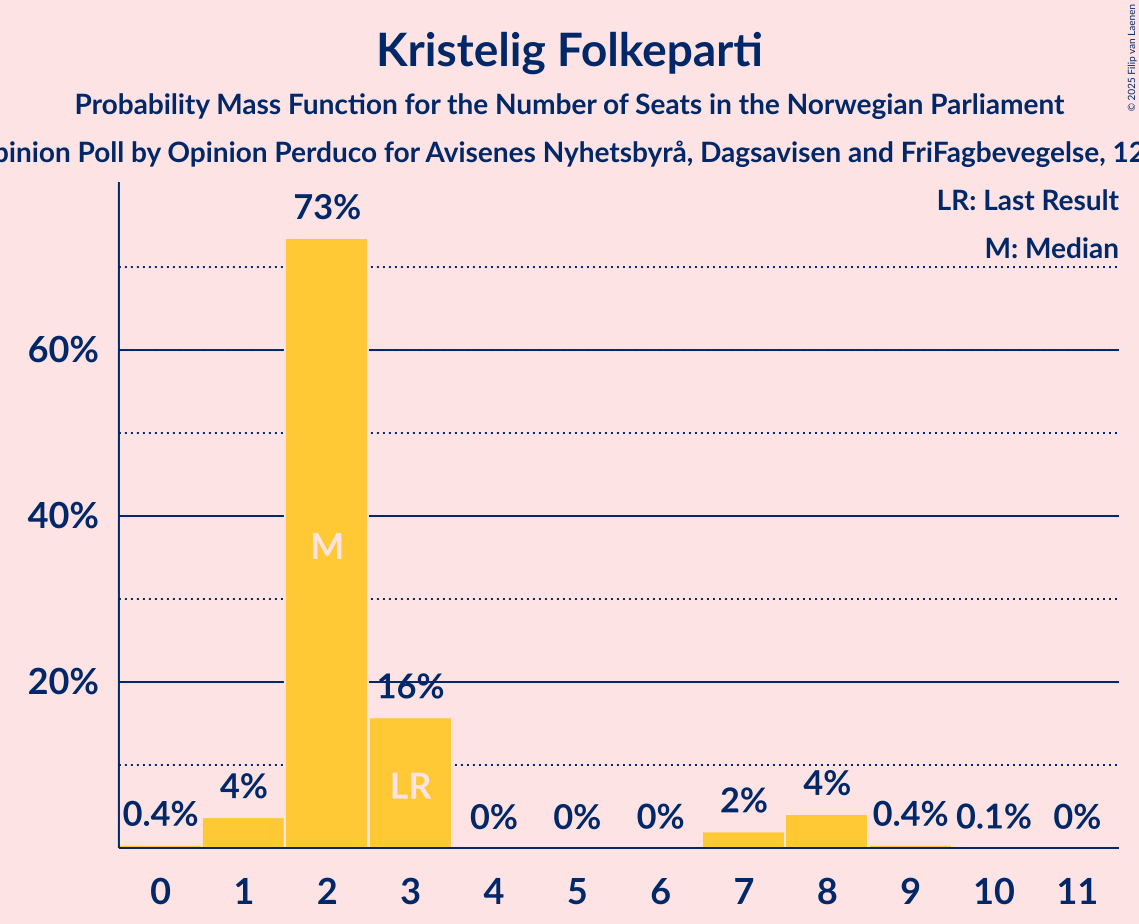 Kristelig Folkeparti
Probability Mass Function for the Number of Seats in the Norwegian Parliament
Opinion Poll by Opinion Perduco for Avisenes Nyhetsbyrå, Dagsavisen and FriFagbevegelse, 12
© 2025 Filip van Laenen
LR: Last Result
M: Median
60%
40%
20%
0.4% 4% 73% 16% 0% 0% 0% 2% 4% 0.4% 0.1% 0%
M
LR
0 1 2 3 4 5 6 7 8 9 10 11